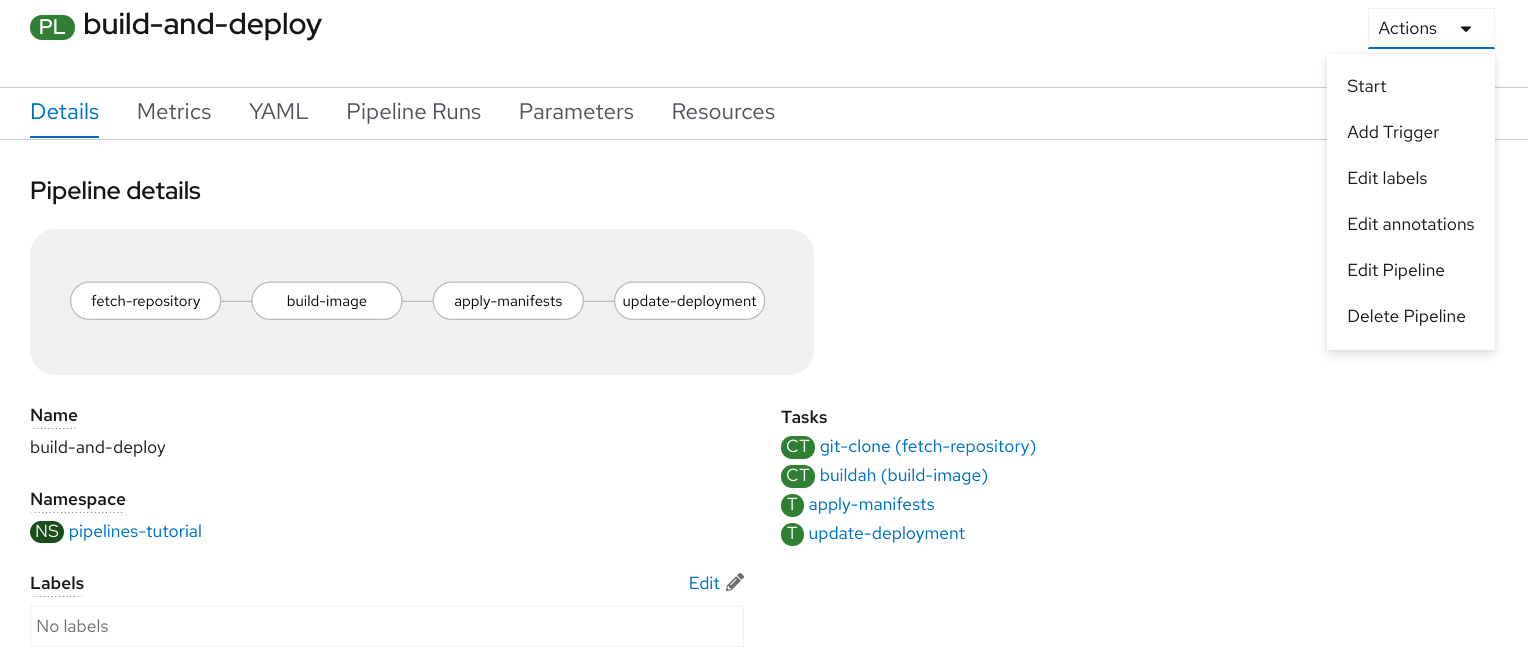 PL build-and-deploy
Actions
Start
Add Trigger
Edit labels
Edit annotations
Edit Pipeline
Delete Pipeline
Details Metrics YAML Pipeline Runs Parameters Resources
Pipeline details
fetch-repository build-image apply-manifests update-deployment
Name
build-and-deploy
Namespace
NS pipelines-tutorial
Labels Edit
No labels
Tasks
CT git-clone (fetch-repository)
CT buildah (build-image)
T apply-manifests
T update-deployment